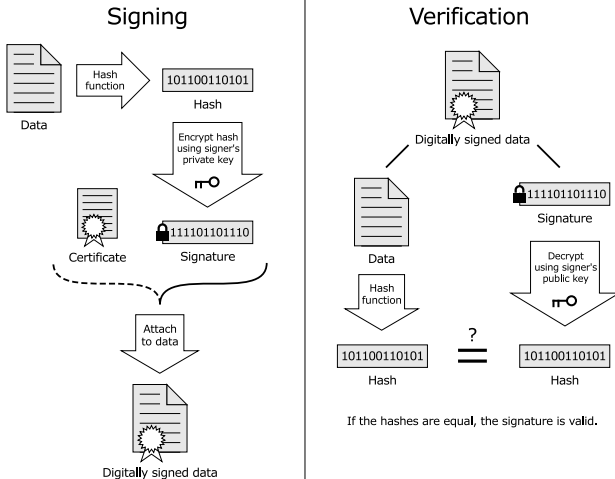 Signing
Hash
function
101100110101
Hash
Data
Encrypt hash
using signer's
private key
111101101110
Certificate
Signature
Attach
to data
Digitally signed data
Verification
Digitally signed data
111101101110
Signature
Data
Hash
function
Decrypt
using signer's
public key
?
=
101100110101
101100110101
Hash
Hash
If the hashes are equal, the signature is valid.